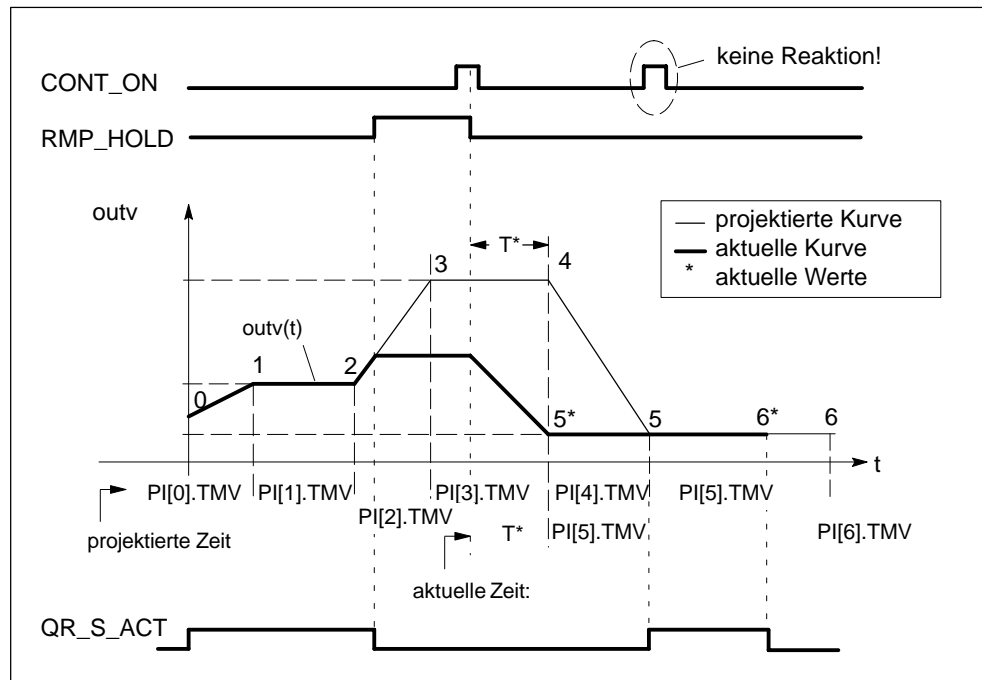 keine Reaktion!
CONT_ON
RMP_HOLD
outv
projektierte Kurve
aktuelle Kurve
* aktuelle Werte
T*
3
4
outv(t)
1
2
0
5*
5
6*
6
t
PI[0].TMV PI[1].TMV PI[3].TMV PI[4].TMV PI[5].TMV
PI[2].TMV T* PI[5].TMV PI[6].TMV
projektierte Zeit
aktuelle Zeit:
QR_S_ACT